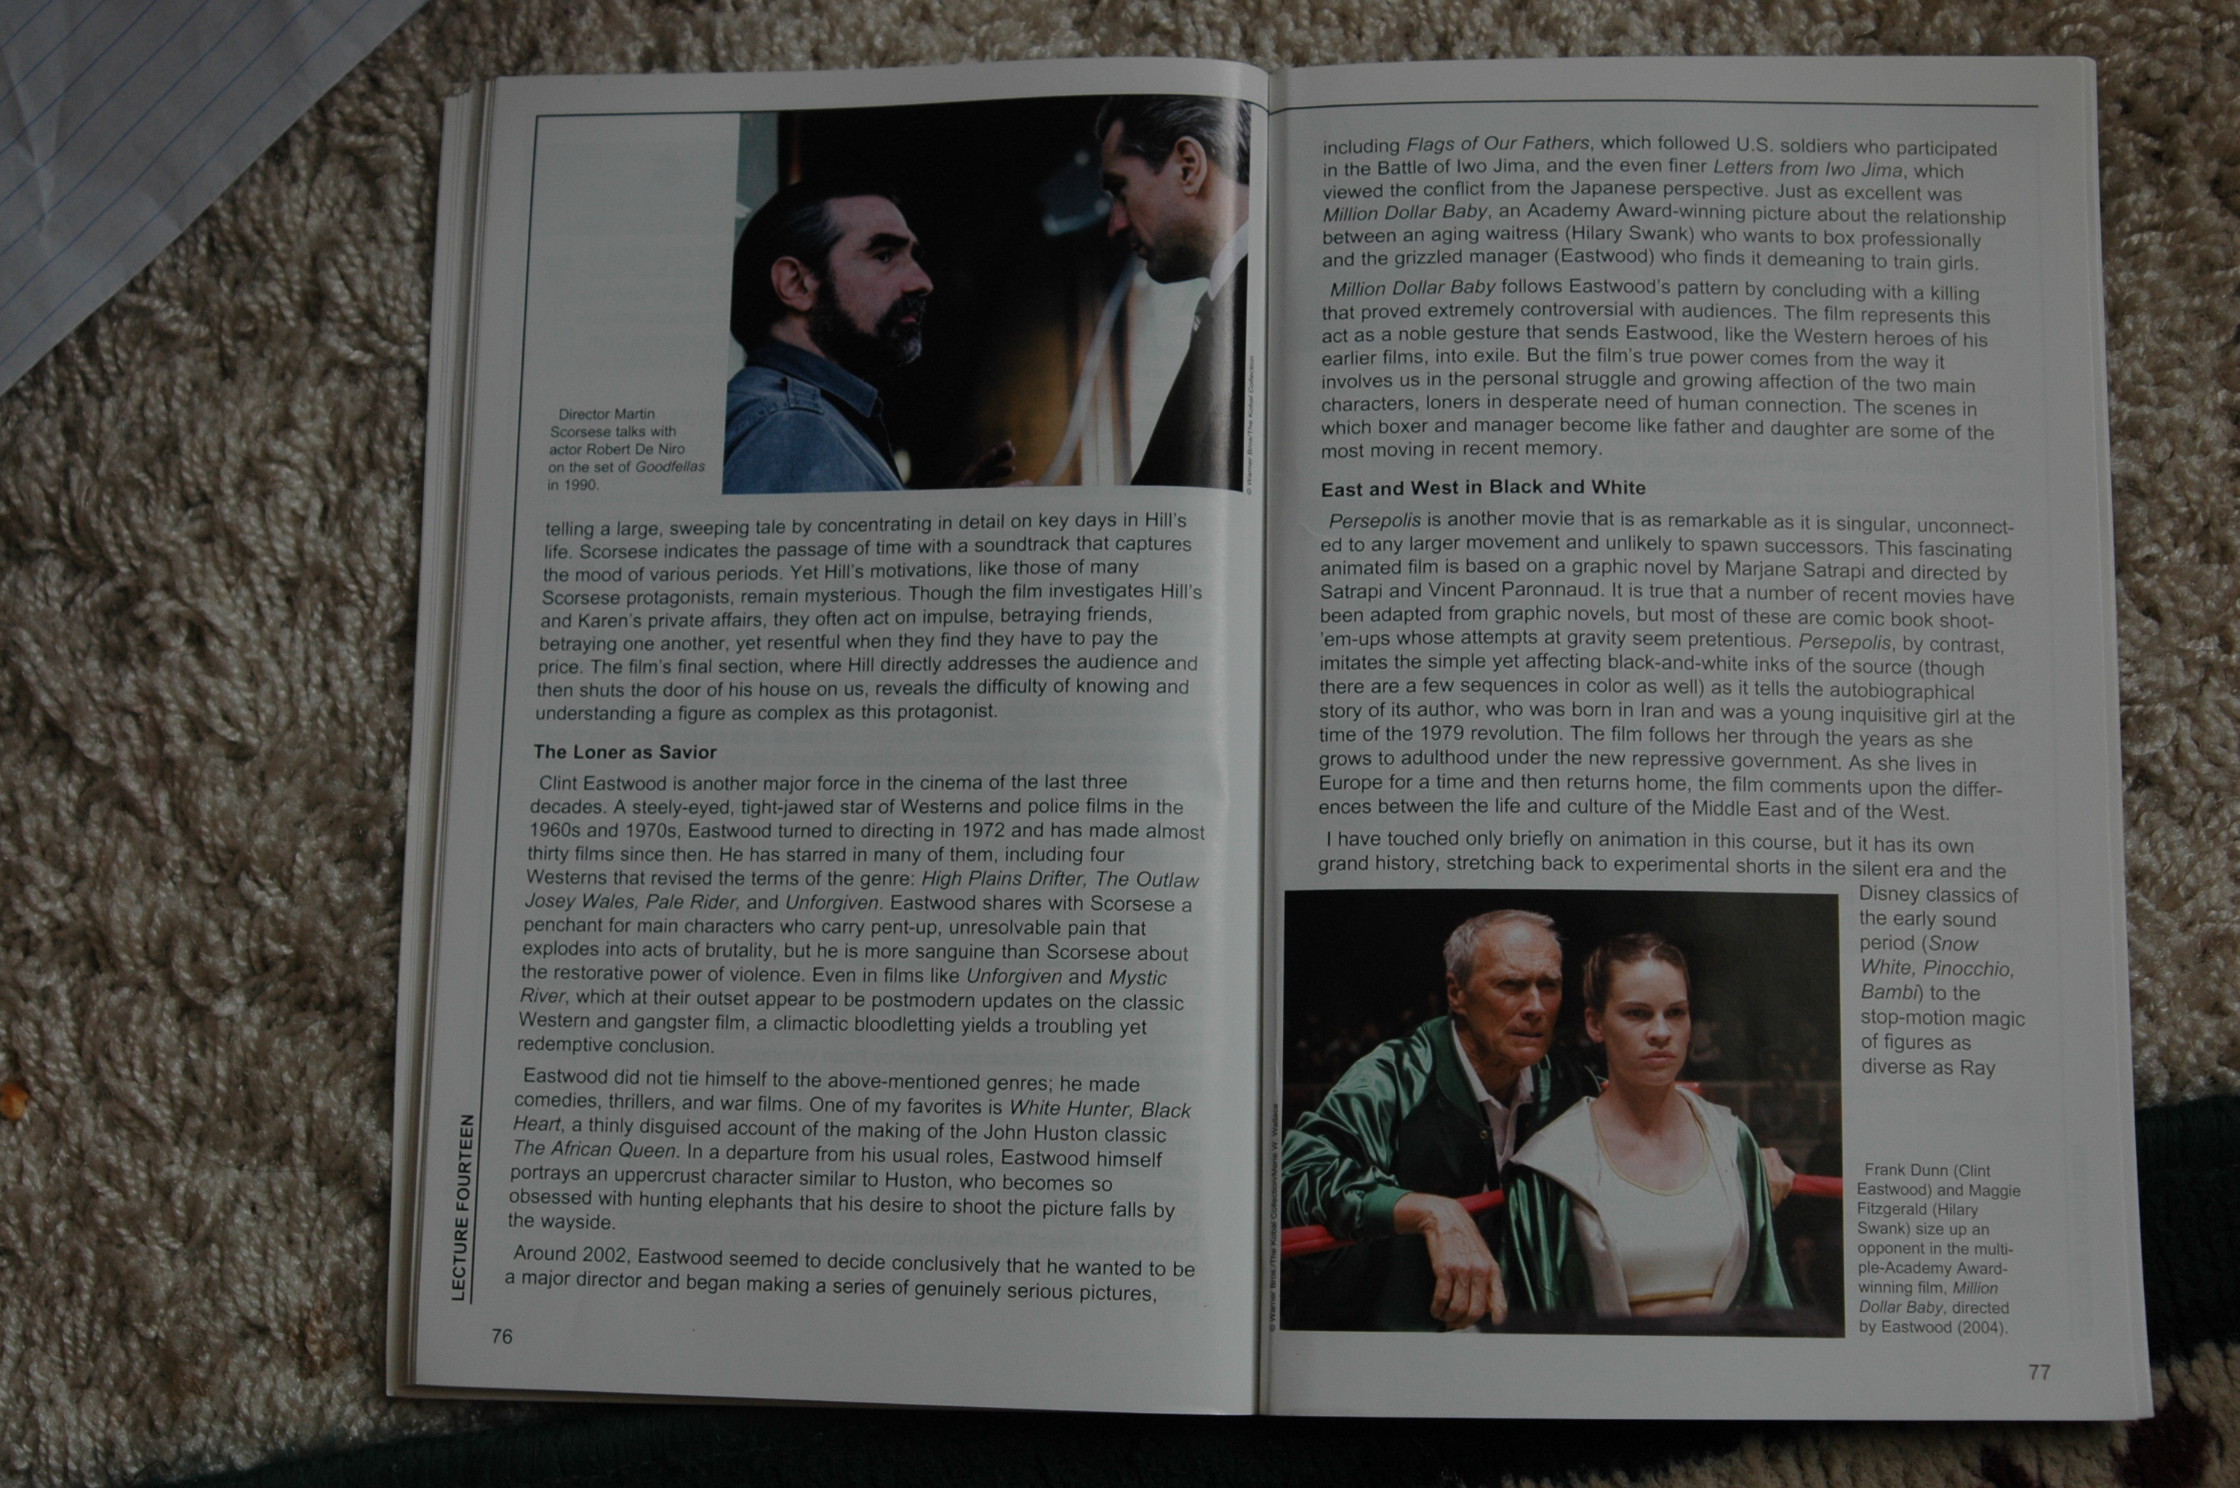 Director Martin
Scorsese talks with
actor Robert De Niro
on the set of Goodfellas
in 1990.
© Warner Bros/The Kobal Collection
telling a large, sweeping tale by concentrating in detail on key days in Hill's
life. Scorsese indicates the passage of time with a soundtrack that captures
the mood of various periods. Yet Hill's motivations, like those of many
Scorsese protagonists, remain mysterious. Though the film investigates Hill's
and Karen's private affairs, they often act on impulse, betraying friends,
betraying one another, yet resentful when they find they have to pay the
price. The film's final section, where Hill directly addresses the audience and
then shuts the door of his house on us, reveals the difficulty of knowing and
understanding a figure as complex as this protagonist.
The Loner as Savior
Clint Eastwood is another major force in the cinema of the last three
decades. A steely-eyed, tight-jawed star of Westerns and police films in the
1960s and 1970s, Eastwood turned to directing in 1972 and has made almost
thirty films since then. He has starred in many of them, including four
Westerns that revised the terms of the genre: High Plains Drifter, The Outlaw
Josey Wales, Pale Rider, and Unforgiven. Eastwood shares with Scorsese a
penchant for main characters who carry pent-up, unresolvable pain that
explodes into acts of brutality, but he is more sanguine than Scorsese about
the restorative power of violence. Even in films like Unforgiven and Mystic
River, which at their outset appear to be postmodern updates on the classic
Western and gangster film, a climactic bloodletting yields a troubling yet
redemptive conclusion.
Eastwood did not tie himself to the above-mentioned genres; he made
comedies, thrillers, and war films. One of my favorites is White Hunter, Black
Heart, a thinly disguised account of the making of the John Huston classic
The African Queen. In a departure from his usual roles, Eastwood himself
portrays an uppercrust character similar to Huston, who becomes so
obsessed with hunting elephants that his desire to shoot the picture falls by
the wayside.
Around 2002, Eastwood seemed to decide conclusively that he wanted to be
a major director and began making a series of genuinely serious pictures,
LECTURE FOURTEEN
76
including Flags of Our Fathers, which followed U.S. soldiers who participated
in the Battle of Iwo Jima, and the even finer Letters from Iwo Jima, which
viewed the conflict from the Japanese perspective. Just as excellent was
Million Dollar Baby, an Academy Award-winning picture about the relationship
between an aging waitress (Hilary Swank) who wants to box professionally
and the grizzled manager (Eastwood) who finds it demeaning to train girls.
Million Dollar Baby follows Eastwood's pattern by concluding with a killing
that proved extremely controversial with audiences. The film represents this
act as a noble gesture that sends Eastwood, like the Western heroes of his
earlier films, into exile. But the film's true power comes from the way it
involves us in the personal struggle and growing affection of the two main
characters, loners in desperate need of human connection. The scenes in
which boxer and manager become like father and daughter are some of the
most moving in recent memory.
East and West in Black and White
Persepolis is another movie that is as remarkable as it is singular, unconnect-
ed to any larger movement and unlikely to spawn successors. This fascinating
animated film is based on a graphic novel by Marjane Satrapi and directed by
Satrapi and Vincent Paronnaud. It is true that a number of recent movies have
been adapted from graphic novels, but most of these are comic book shoot-
'em-ups whose attempts at gravity seem pretentious. Persepolis, by contrast,
imitates the simple yet affecting black-and-white inks of the source (though
there are a few sequences in color as well) as it tells the autobiographical
story of its author, who was born in Iran and was a young inquisitive girl at the
time of the 1979 revolution. The film follows her through the years as she
grows to adulthood under the new repressive government. As she lives in
Europe for a time and then returns home, the film comments upon the differ-
ences between the life and culture of the Middle East and of the West.
I have touched only briefly on animation in this course, but it has its own
grand history, stretching back to experimental shorts in the silent era and the
Disney classics of
the early sound
period (Snow
White, Pinocchio,
Bambi) to the
stop-motion magic
of figures as
diverse as Ray
© Warner Bros./The Kobal Collection/Merie W. Wallace
Frank Dunn (Clint
Eastwood) and Maggie
Fitzgerald (Hilary
Swank) size up an
opponent in the multi-
ple-Academy Award-
winning film, Million
Dollar Baby, directed
by Eastwood (2004).
77